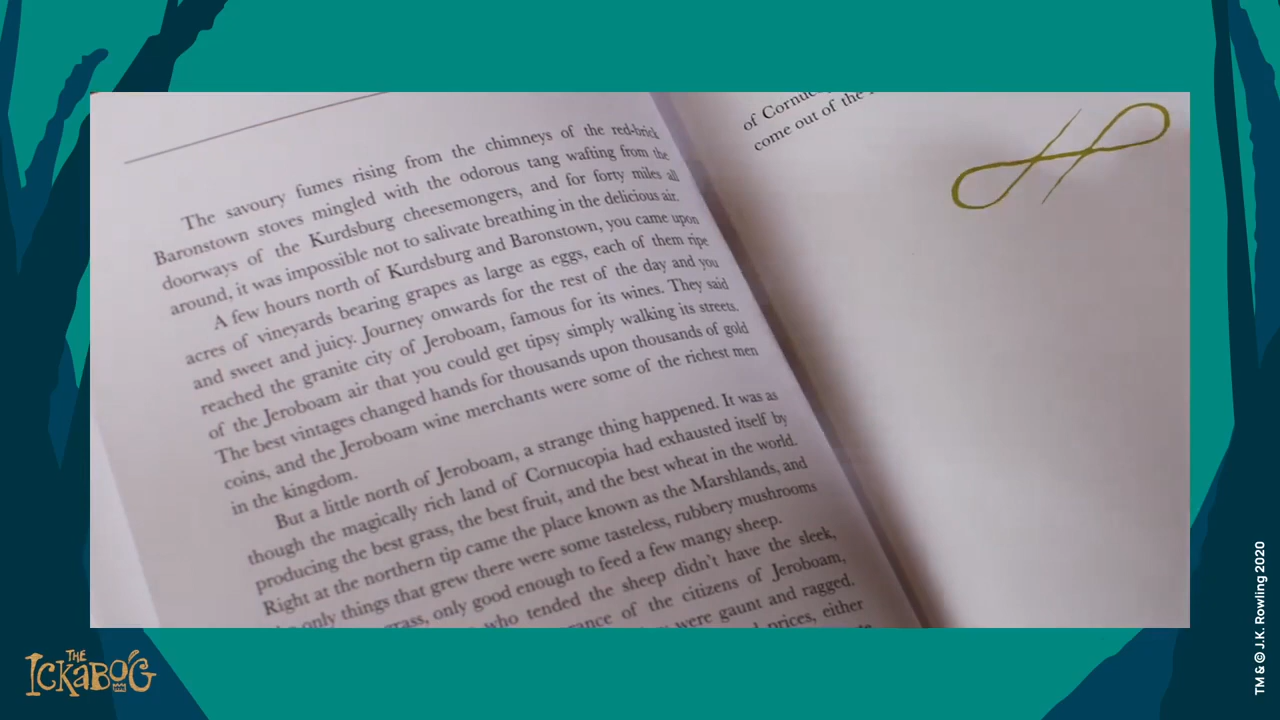 The savoury fumes rising from the chimneys of the red-brick
Baronstown stoves mingled with the odorous tang wafting from the
doorways of the Kurdsburg cheesemongers, and for forty miles all
around, it was impossible not to salivate breathing in the delicious air.
A few hours north of Kurdsburg and Baronstown, you came upon
acres of vineyards bearing grapes as large as eggs, each of them ripe
and sweet and juicy. Journey onwards for the rest of the day and you
reached the granite city of Jeroboam, famous for its wines. They said
of the Jeroboam air that you could get tipsy simply walking its streets.
The best vintages changed hands for thousands upon thousands of gold
coins, and the Jeroboam wine merchants were some of the richest men
in the kingdom.
But a little north of Jeroboam, a strange thing happened. It was as
though the magically rich land of Cornucopia had exhausted itself by
producing the best grass, the best fruit, and the best wheat in the world.
Right at the northern tip came the place known as the Marshlands, and
only things that grew there were some tasteless, rubbery mushrooms
grass, only good enough to feed a few mangy sheep.
who tended the sheep didn't have the sleek,
of the citizens of Jeroboam,
were gaunt and ragged.
prices, either
of
come out of the
THE
ICKABOG
TM & © J.K. Rowling 2020